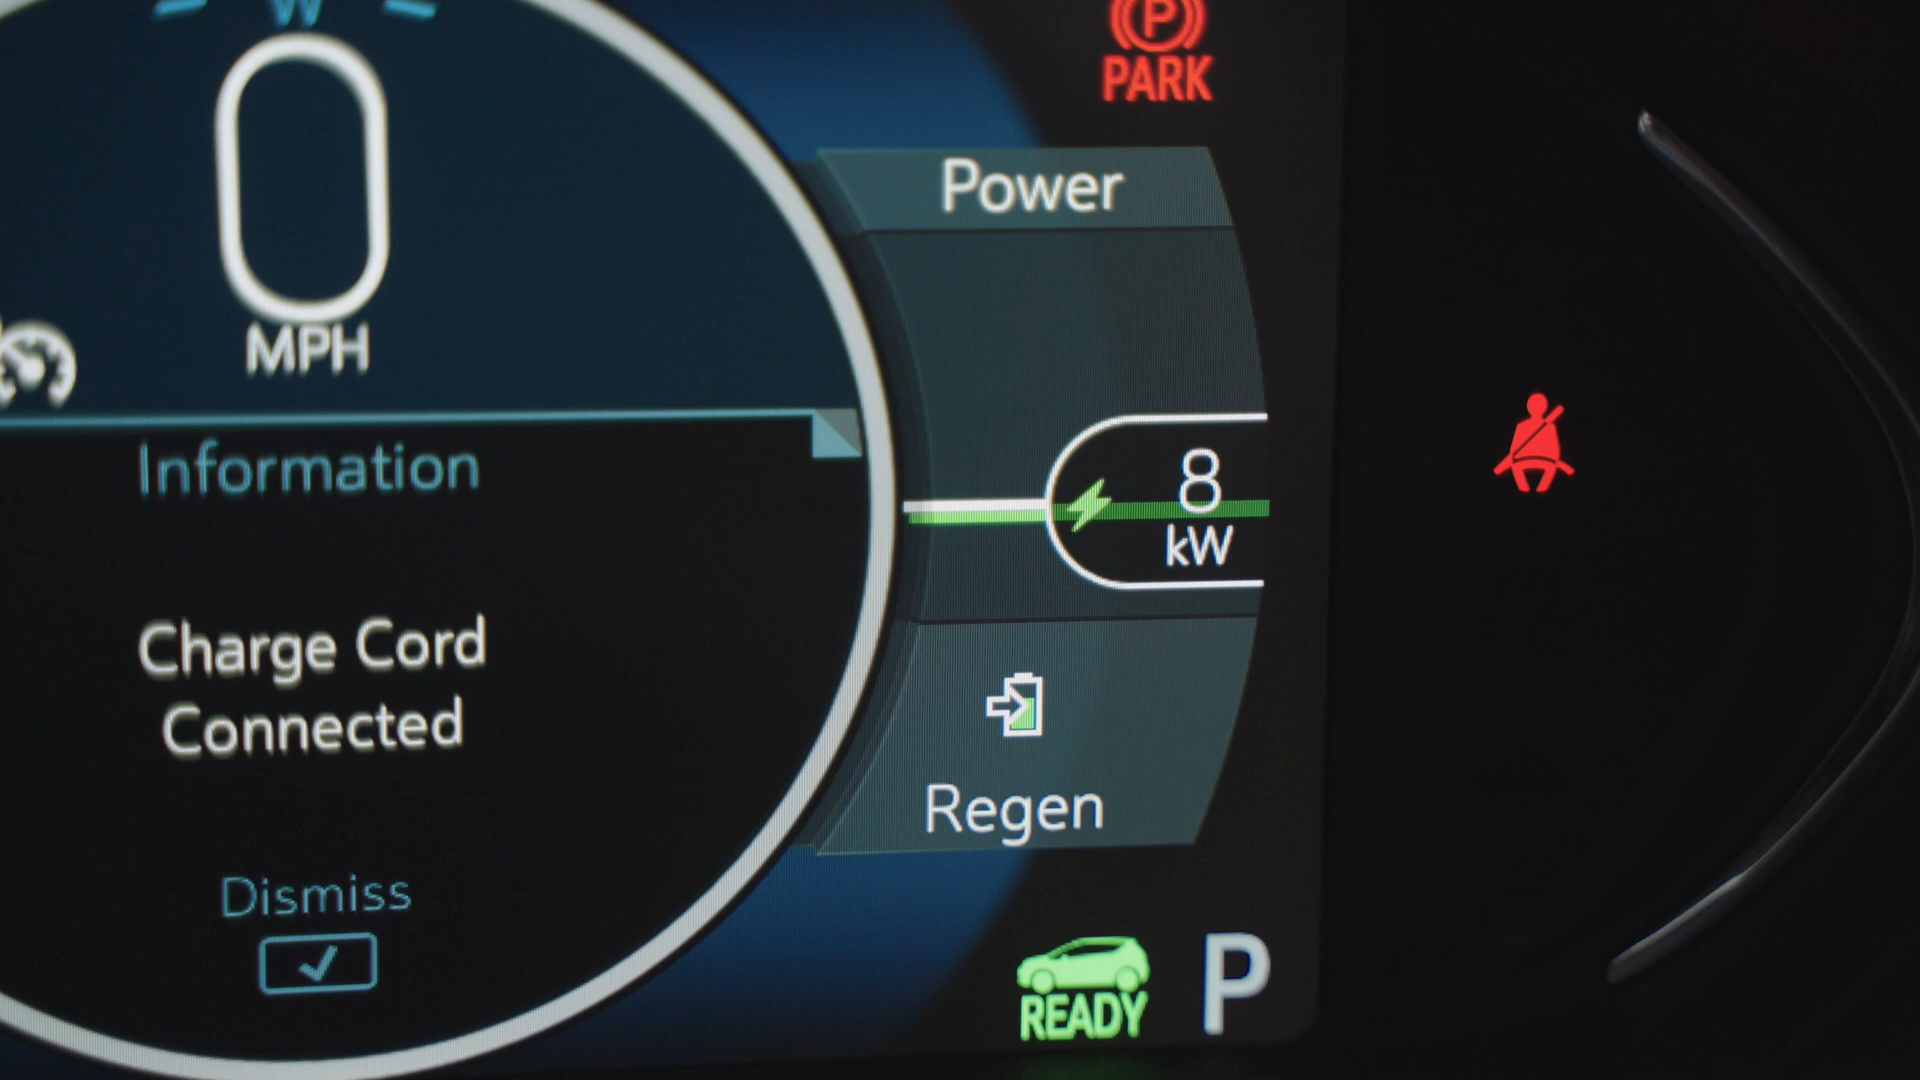 W
0
MPH
P
PARK
Power
Information
8
kW
Charge Cord
Connected
Regen
Dismiss
READY
P